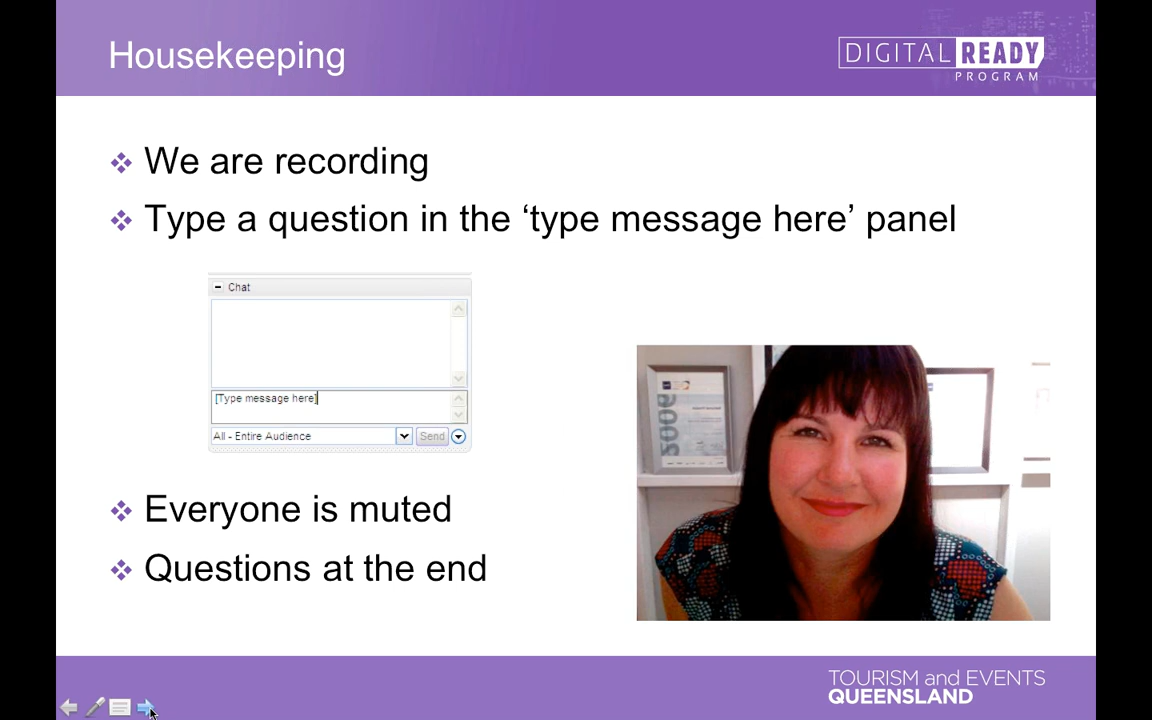 Housekeeping
DIGITAL READY
PROGRAM
We are recording
Type a question in the ‘type message here’ panel
Chat
[Type message here]
All - Entire Audience
Send
2009
Everyone is muted
Questions at the end
TOURISM and EVENTS
QUEENSLAND